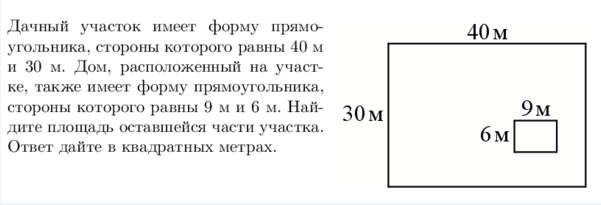 Дачный участок имеет форму прямо-
угольника, стороны которого равны 40 м
и 30 м. Дом, расположенный на участ-
ке, также имеет форму прямоугольника,
стороны которого равны 9 м и 6 м. Най-
дите площадь оставшейся части участка.
Ответ дайте в квадратных метрах.
40 м
30 м
9 м
6 м